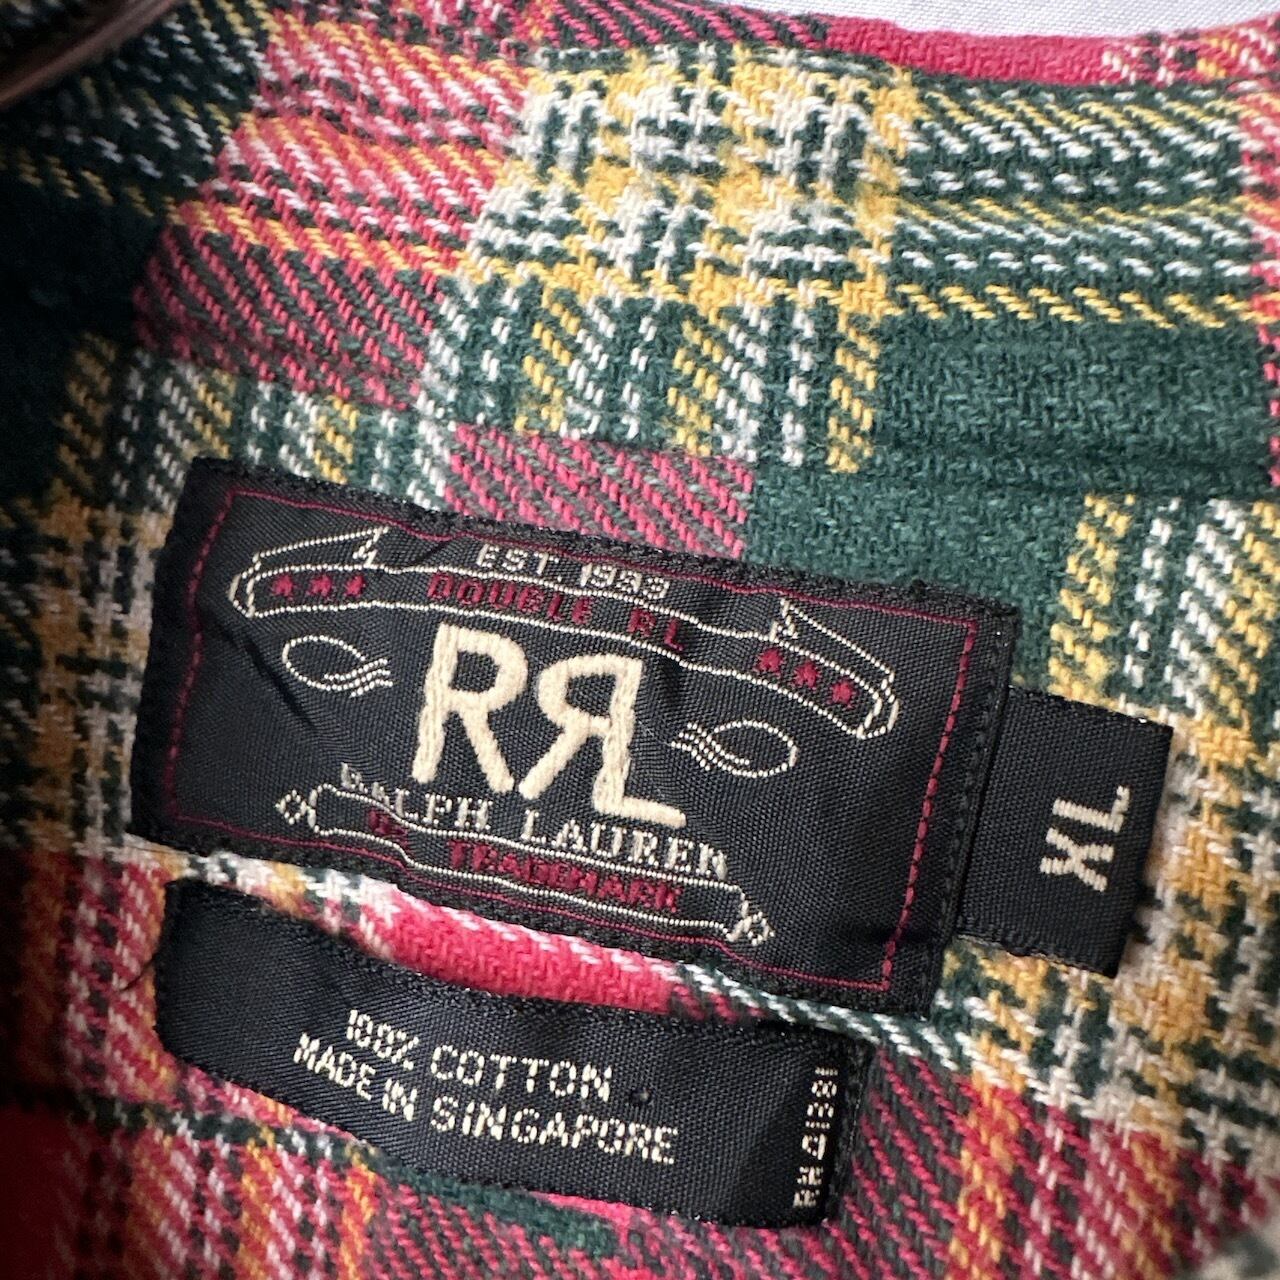 EST. 1993
DOUBLE RL
RRL
RALPH LAUREN
TRADEMARK
XL
100% COTTON
MADE IN SINGAPORE